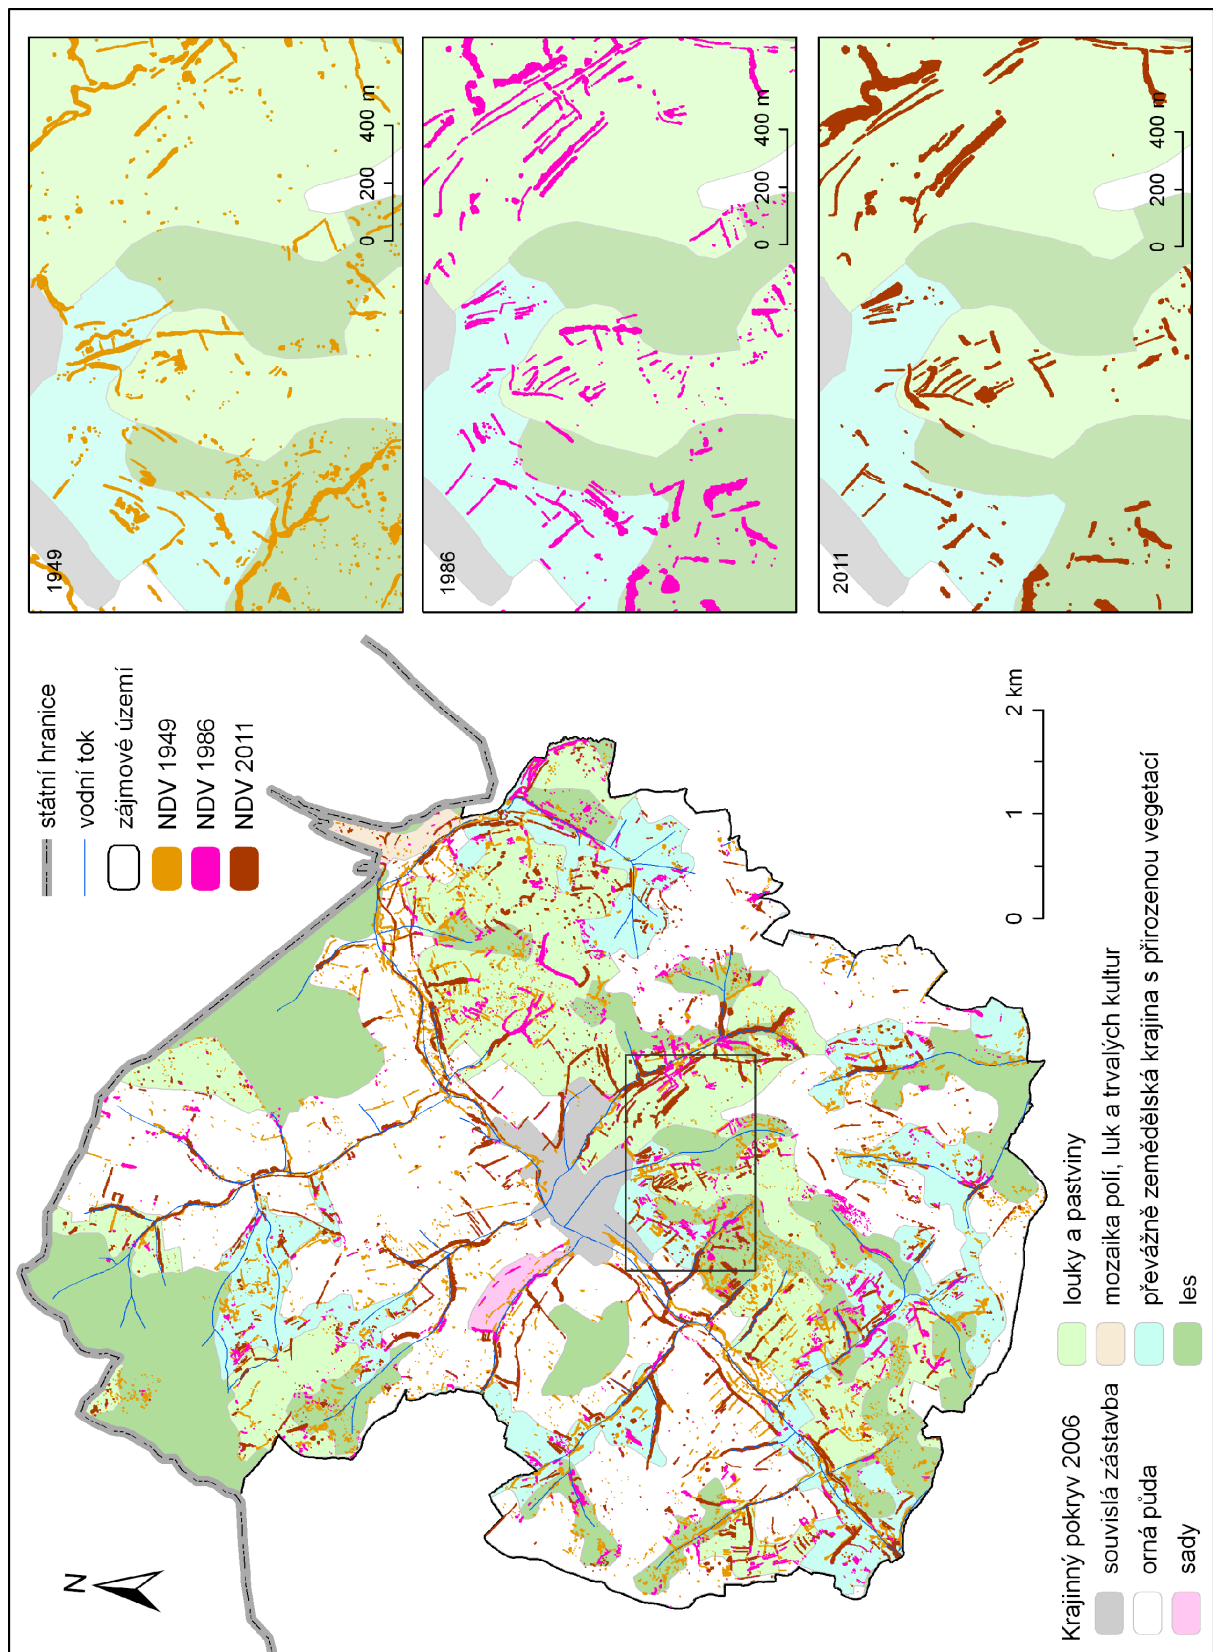 N
státní hranice
vodní tok
zájmové území
NDV 1949
NDV 1986
NDV 2011
0 1 2 km
Krajinný pokryv 2006
souvislá zástavba
orná půda
sady
louky a pastviny
mozaika polí, luk a trvalých kultur
převážně zemědělská krajina s přirozenou vegetací
les
1949
0 200 400 m
1986
0 200 400 m
2011
0 200 400 m